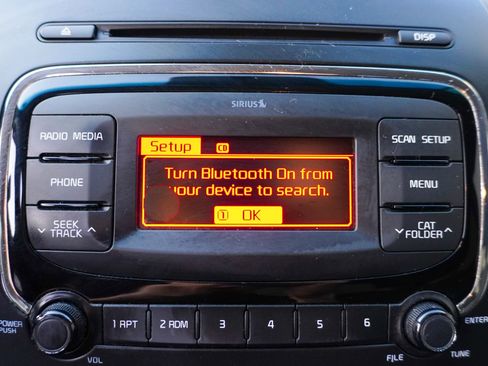 DISP
SIRIUS
RADIO MEDIA
Setup CD
SCAN SETUP
Turn Bluetooth On from
your device to search.
1 OK
PHONE
MENU
SEEK
TRACK
CAT
FOLDER
POWER
PUSH
1 RPT
2 RDM
3
4
5
6
ENTER
VOL
FILE
TUNE